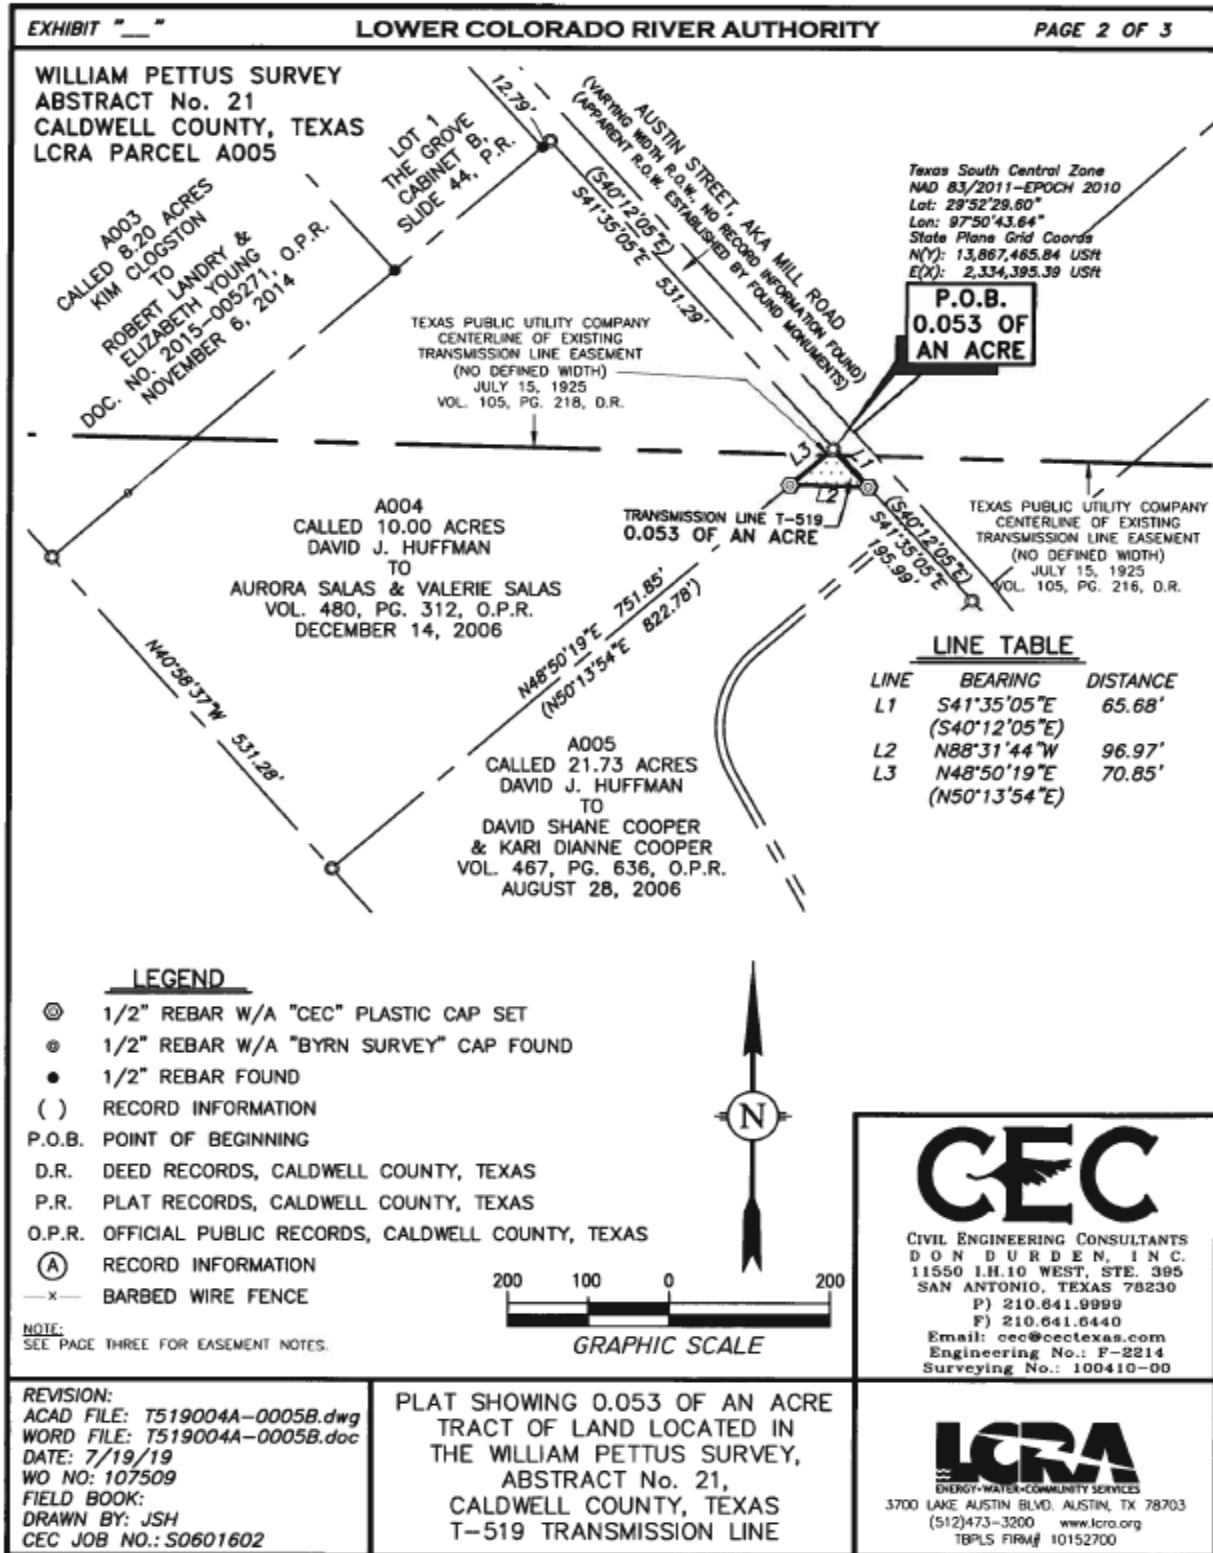 EXHIBIT "__"
LOWER COLORADO RIVER AUTHORITY
PAGE 2 OF 3
WILLIAM PETTUS SURVEY
ABSTRACT No. 21
CALDWELL COUNTY, TEXAS
LCRA PARCEL A005
12.79'
LOT 1
THE GROVE
CABINET B,
SLIDE 44, P.R.
AUSTIN STREET, AKA MILL ROAD
(VARYING WIDTH R.O.W. NO RECORD INFORMATION FOUND)
(APPARENT R.O.W. ESTABLISHED BY FOUND MONUMENTS)
(S40°12'05"E)
S41°35'05"E
531.29'
Texas South Central Zone
NAD 83/2011-EPOCH 2010
Lat: 29°52'29.60"
Lon: 97°50'43.64"
State Plane Grid Coords
N(Y): 13,867,465.84 USft
E(X): 2,334,395.39 USft
P.O.B.
0.053 OF
AN ACRE
A003
CALLED 8.20 ACRES
KIM CLOGSTON
TO
ROBERT LANDRY &
ELIZABETH YOUNG
DOC. NO. 2015-005271, O.P.R.
NOVEMBER 6, 2014
TEXAS PUBLIC UTILITY COMPANY
CENTERLINE OF EXISTING
TRANSMISSION LINE EASEMENT
(NO DEFINED WIDTH)
JULY 15, 1925
VOL. 105, PG. 218, D.R.
L3
L1
L2
TRANSMISSION LINE T-519
0.053 OF AN ACRE
(S40°12'05"E)
S41°35'05"E
195.99'
TEXAS PUBLIC UTILITY COMPANY
CENTERLINE OF EXISTING
TRANSMISSION LINE EASEMENT
(NO DEFINED WIDTH)
JULY 15, 1925
VOL. 105, PG. 216, D.R.
A004
CALLED 10.00 ACRES
DAVID J. HUFFMAN
TO
AURORA SALAS & VALERIE SALAS
VOL. 480, PG. 312, O.P.R.
DECEMBER 14, 2006
N40°58'37"W 531.28'
N48°50'19"E 751.85'
(N50°13'54"E 822.78')
A005
CALLED 21.73 ACRES
DAVID J. HUFFMAN
TO
DAVID SHANE COOPER
& KARI DIANNE COOPER
VOL. 467, PG. 636, O.P.R.
AUGUST 28, 2006
LINE TABLE
LINE BEARING DISTANCE
L1 S41°35'05"E 65.68'
(S40°12'05"E)
L2 N88°31'44"W 96.97'
L3 N48°50'19"E 70.85'
(N50°13'54"E)
LEGEND
1/2" REBAR W/A "CEC" PLASTIC CAP SET
1/2" REBAR W/A "BYRN SURVEY" CAP FOUND
1/2" REBAR FOUND
( ) RECORD INFORMATION
P.O.B. POINT OF BEGINNING
D.R. DEED RECORDS, CALDWELL COUNTY, TEXAS
P.R. PLAT RECORDS, CALDWELL COUNTY, TEXAS
O.P.R. OFFICIAL PUBLIC RECORDS, CALDWELL COUNTY, TEXAS
A RECORD INFORMATION
—x— BARBED WIRE FENCE
NOTE:
SEE PAGE THREE FOR EASEMENT NOTES.
N
200 100 0 200
GRAPHIC SCALE
CEC
CIVIL ENGINEERING CONSULTANTS
DON DURDEN, INC.
11550 I.H.10 WEST, STE. 395
SAN ANTONIO, TEXAS 78230
P) 210.641.9999
F) 210.641.6440
Email: cec@cectexas.com
Engineering No.: F-2214
Surveying No.: 100410-00
REVISION:
ACAD FILE: T519004A-0005B.dwg
WORD FILE: T519004A-0005B.doc
DATE: 7/19/19
WO NO: 107509
FIELD BOOK:
DRAWN BY: JSH
CEC JOB NO.: S0601602
PLAT SHOWING 0.053 OF AN ACRE
TRACT OF LAND LOCATED IN
THE WILLIAM PETTUS SURVEY,
ABSTRACT No. 21,
CALDWELL COUNTY, TEXAS
T-519 TRANSMISSION LINE
LCRA
ENERGY•WATER•COMMUNITY SERVICES
3700 LAKE AUSTIN BLVD. AUSTIN, TX 78703
(512)473-3200 www.lcra.org
TBPLS FIRM# 10152700